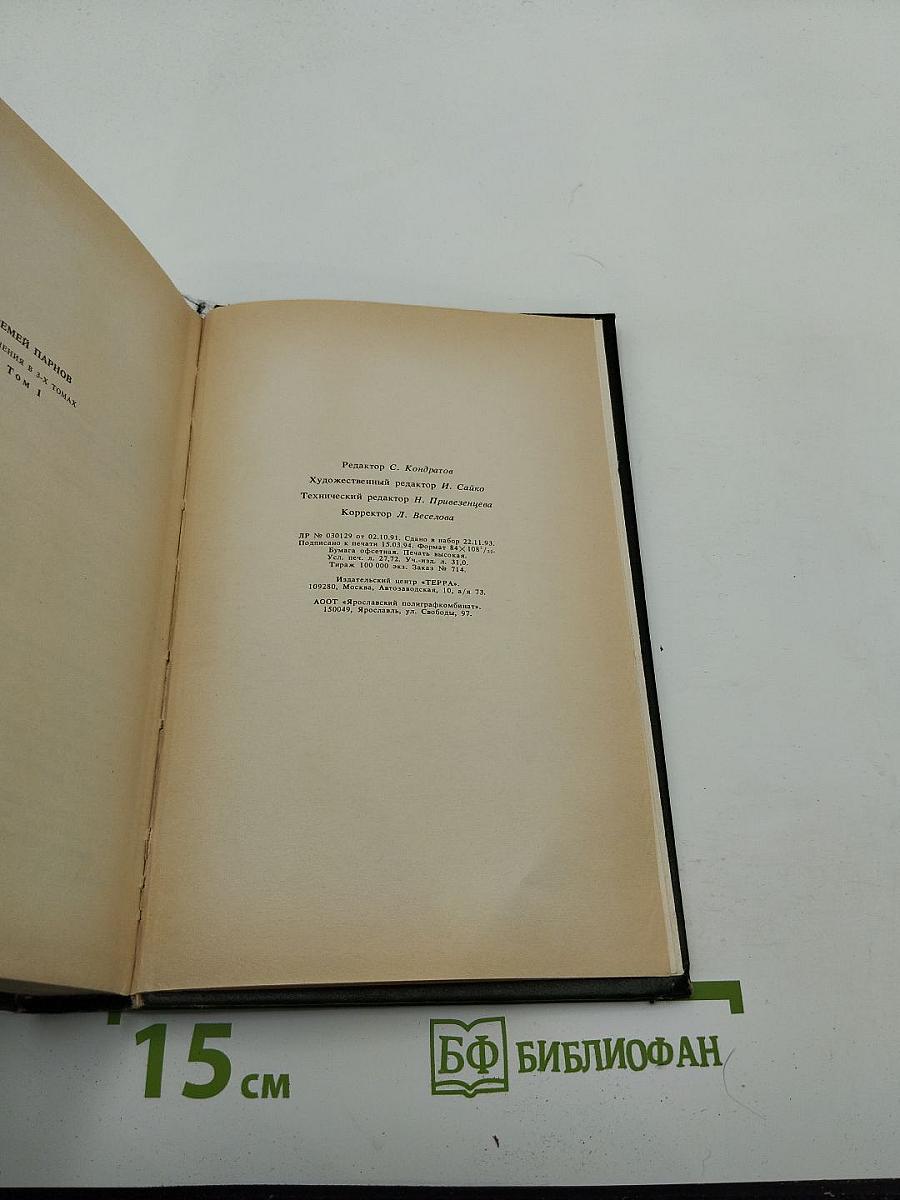 ЕМЕЙ ПАРНОВ
ЕНИЯ В 3-Х ТОМАХ
Том 1
Редактор С. Кондратов
Художественный редактор И. Сайко
Технический редактор Н. Привезенцева
Корректор Л. Веселова
ЛР № 030129 от 02.10.91. Сдано в набор 22.11.93.
Подписано к печати 15.03.94. Формат 84×108¹/₃₂.
Бумага офсетная. Печать высокая.
Усл. печ. л. 27,72. Уч.-изд. л. 31,0.
Тираж 100 000 экз. Заказ № 714.
Издательский центр «ТЕРРА».
109280, Москва, Автозаводская, 10, а/я 73.
АООТ «Ярославский полиграфкомбинат».
150049, Ярославль, ул. Свободы, 97.
15 см
БФ БИБЛИОФАН